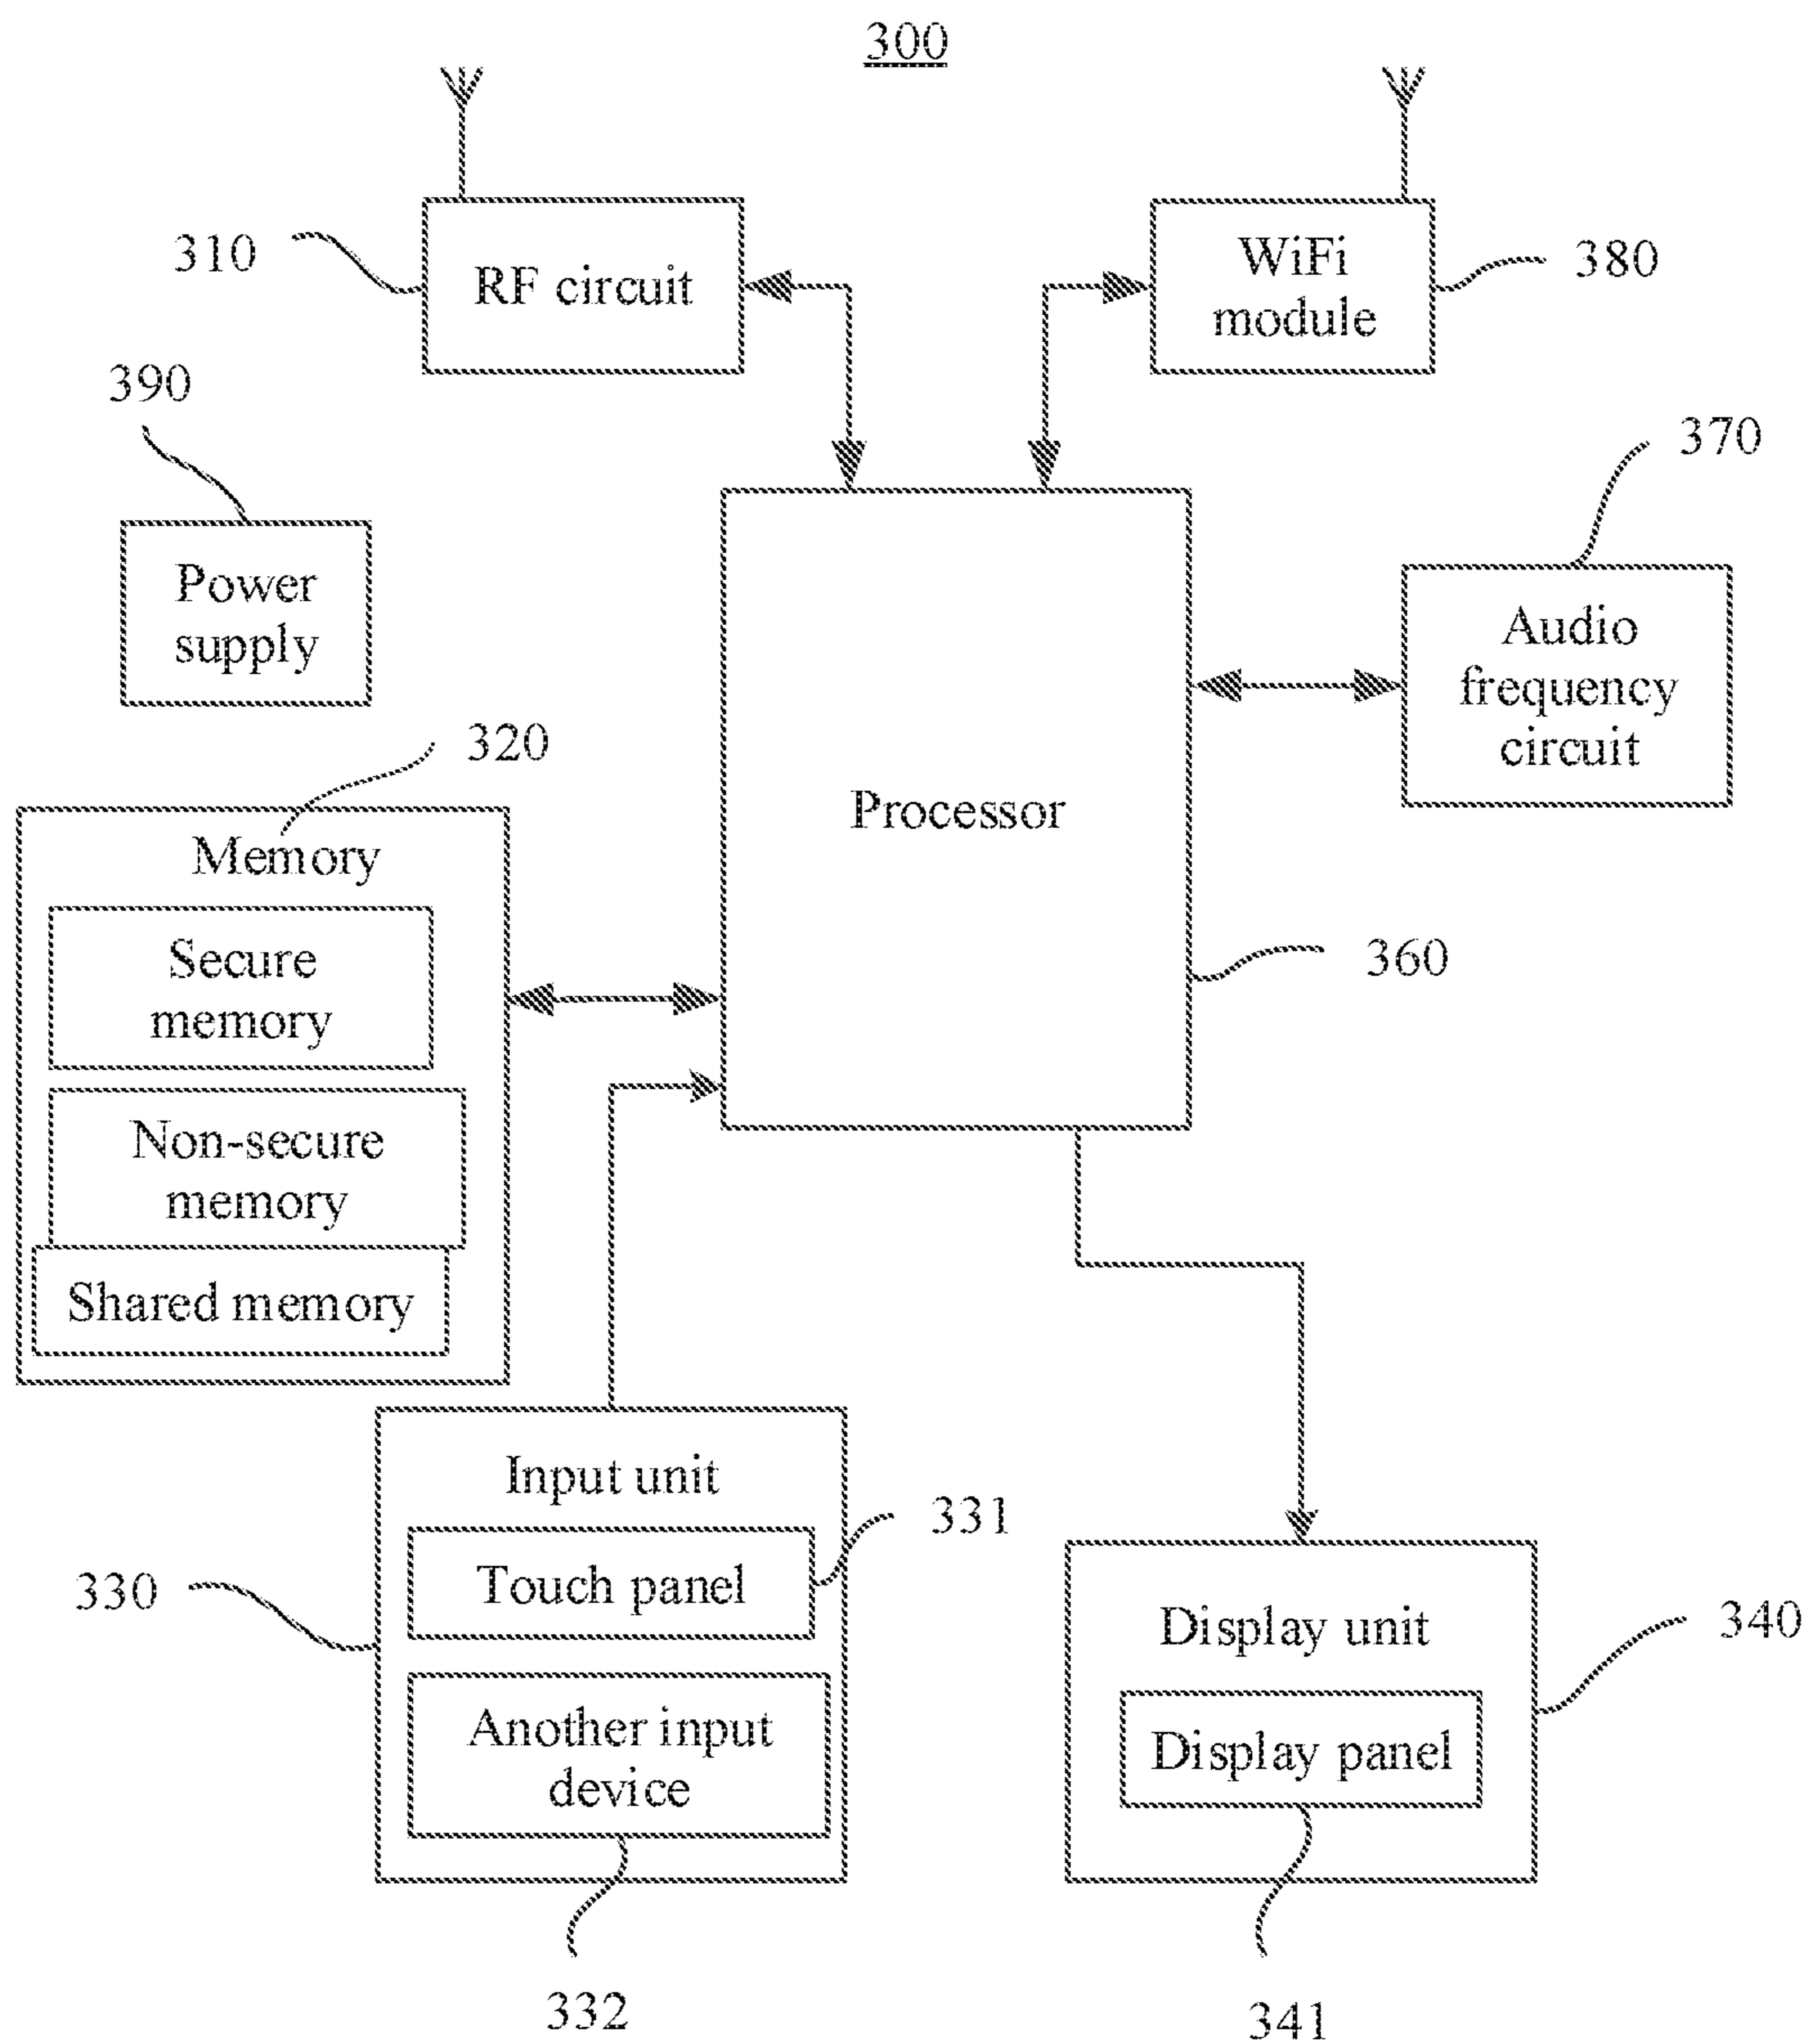 300
310
RF circuit
WiFi
module
380
390
370
Power
supply
Audio
frequency
circuit
320
Processor
Memory
Secure
memory
360
Non-secure
memory
Shared memory
Input unit
331
Touch panel
330
Display unit
340
Another input
device
Display panel
332
341